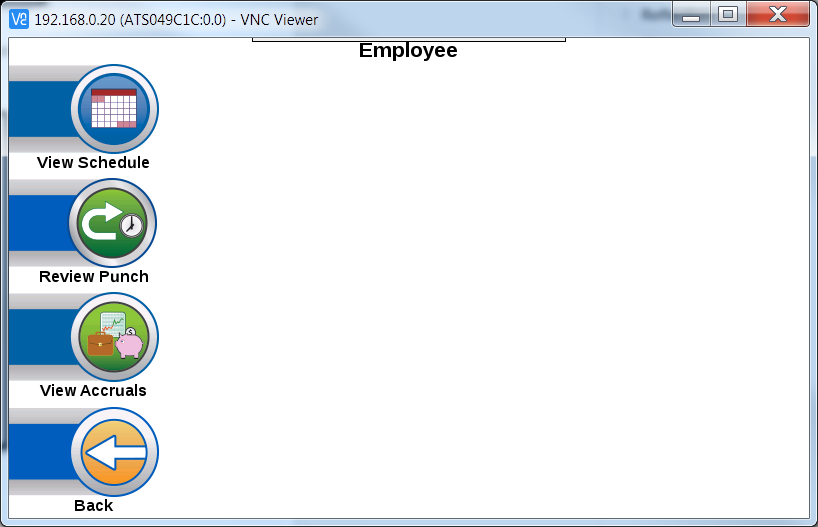 192.168.0.20 (ATS049C1C:0.0) - VNC Viewer
Employee
View Schedule
Review Punch
View Accruals
Back